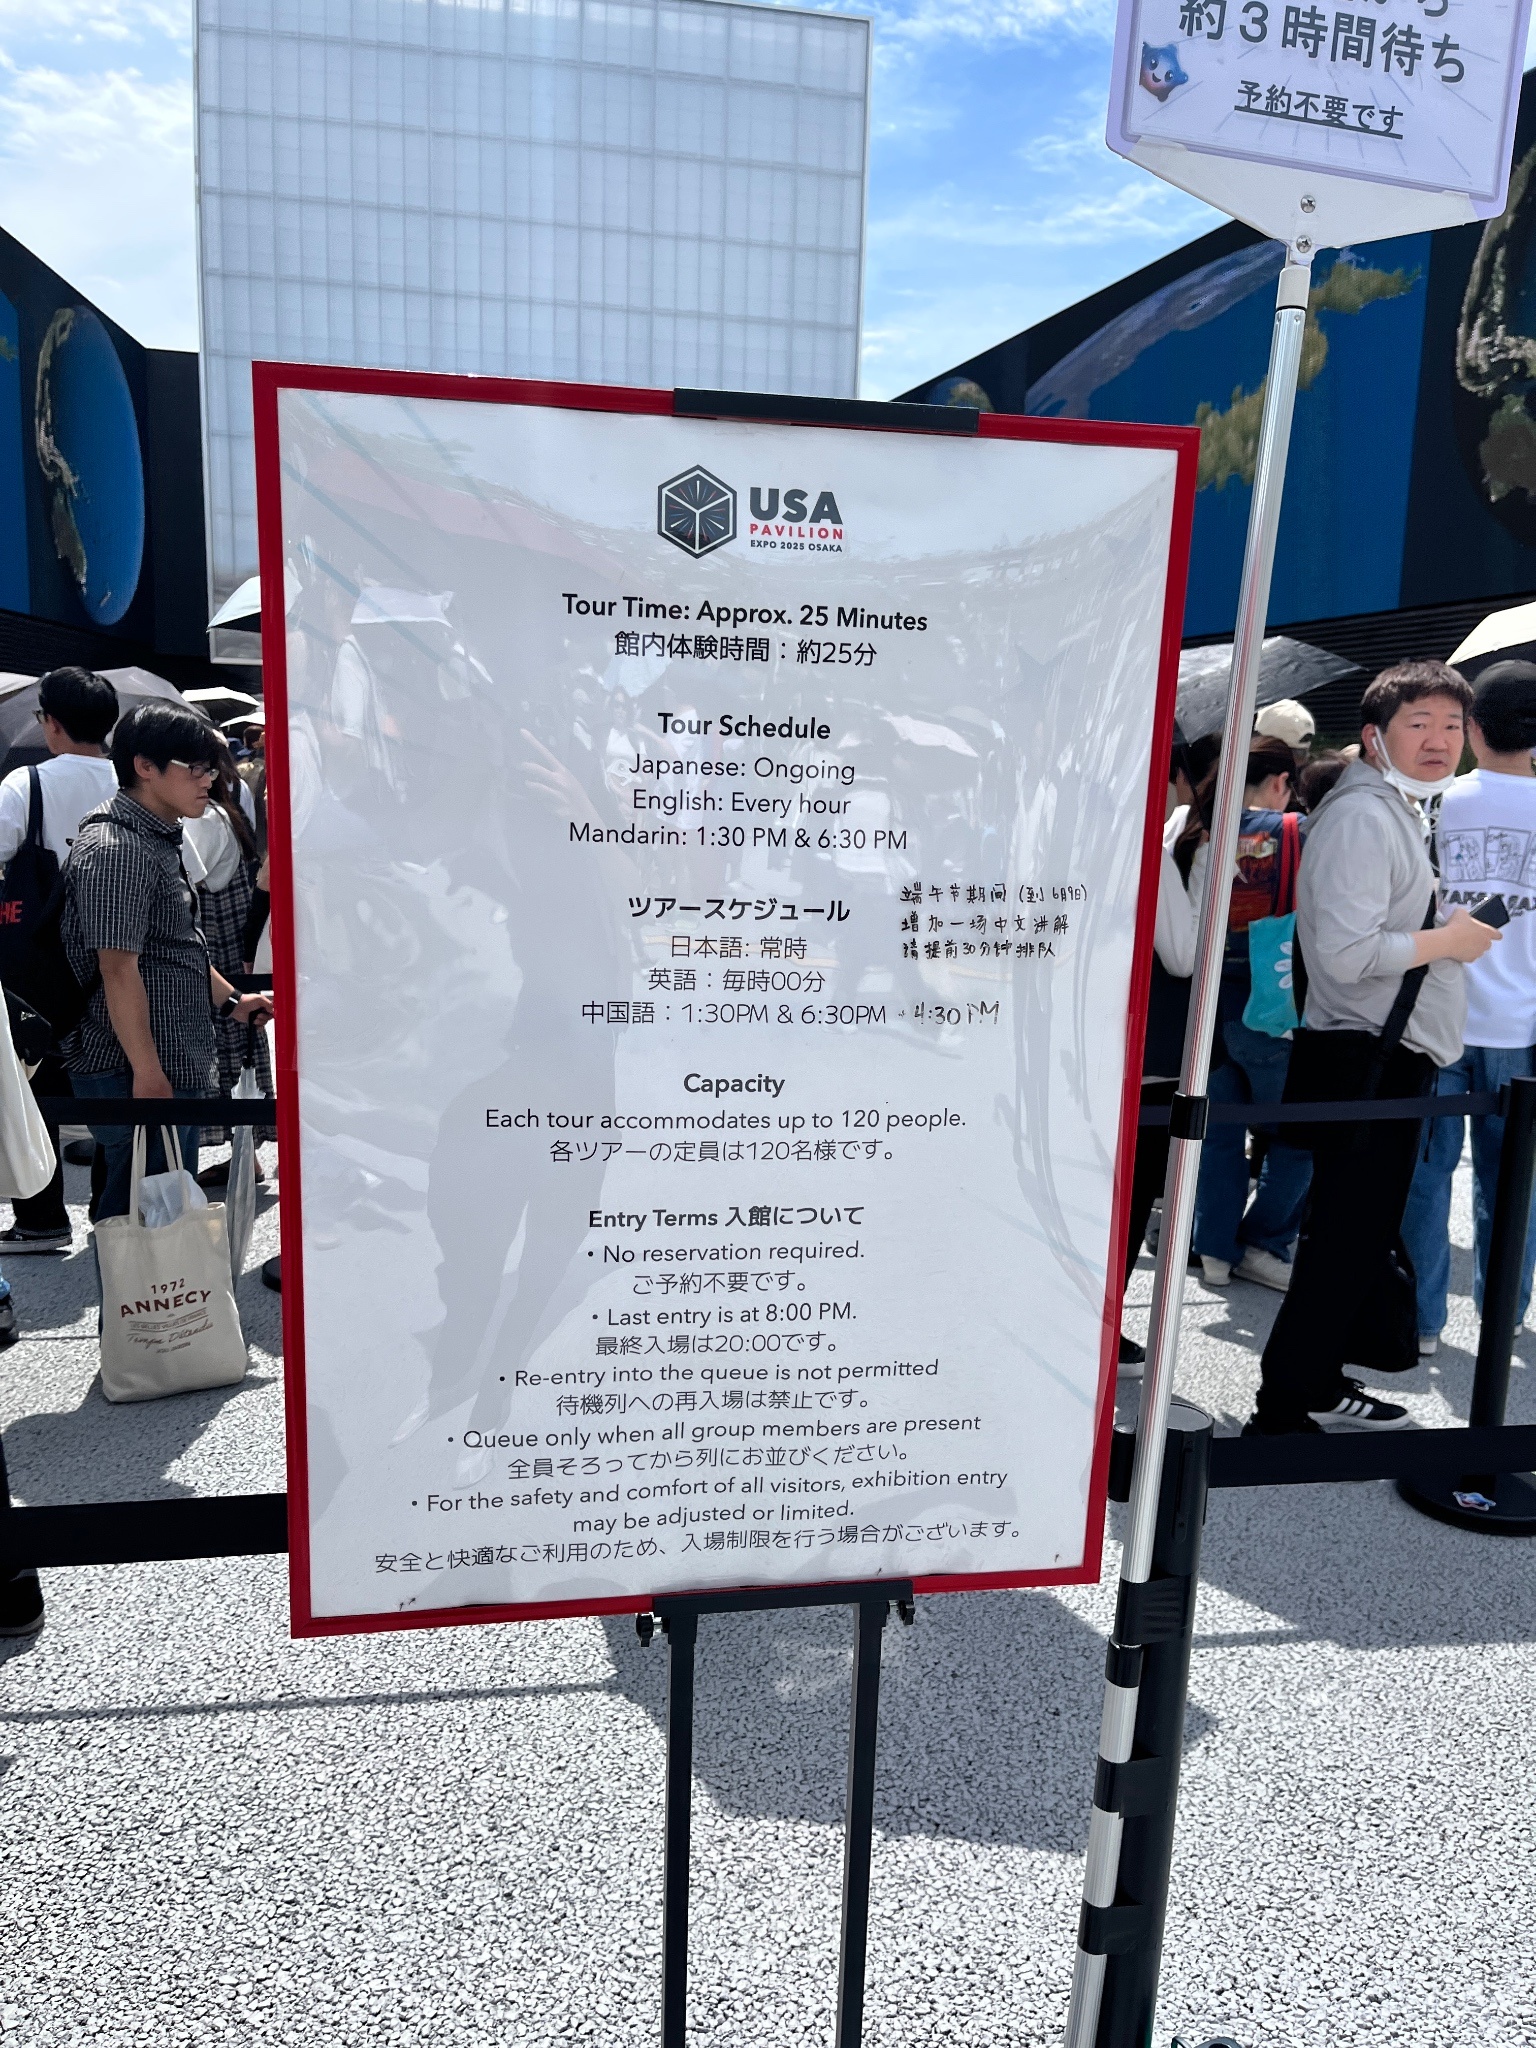 約3時間待ち
予約不要です
USA
PAVILION
EXPO 2025 OSAKA
Tour Time: Approx. 25 Minutes
館内体験時間：約25分
Tour Schedule
Japanese: Ongoing
English: Every hour
Mandarin: 1:30 PM & 6:30 PM
ツアースケジュール
日本語: 常時
英語：毎時00分
中国語：1:30PM & 6:30PM 4:30PM
端午节期间 (到6月9日)
增加一场中文讲解
请提前30分钟排队
Capacity
Each tour accommodates up to 120 people.
各ツアーの定員は120名様です。
Entry Terms 入館について
• No reservation required.
ご予約不要です。
• Last entry is at 8:00 PM.
最終入場は20:00です。
• Re-entry into the queue is not permitted
待機列への再入場は禁止です。
• Queue only when all group members are present
全員そろってから列にお並びください。
• For the safety and comfort of all visitors, exhibition entry
may be adjusted or limited.
安全と快適なご利用のため、入場制限を行う場合がございます。
1972
ANNECY